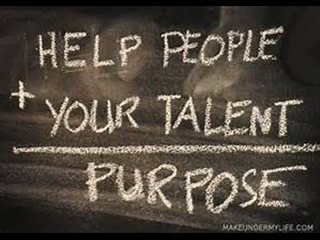 HELP PEOPLE
+ YOUR TALENT
PURPOSE
MAKEUNDERMYLIFE.COM